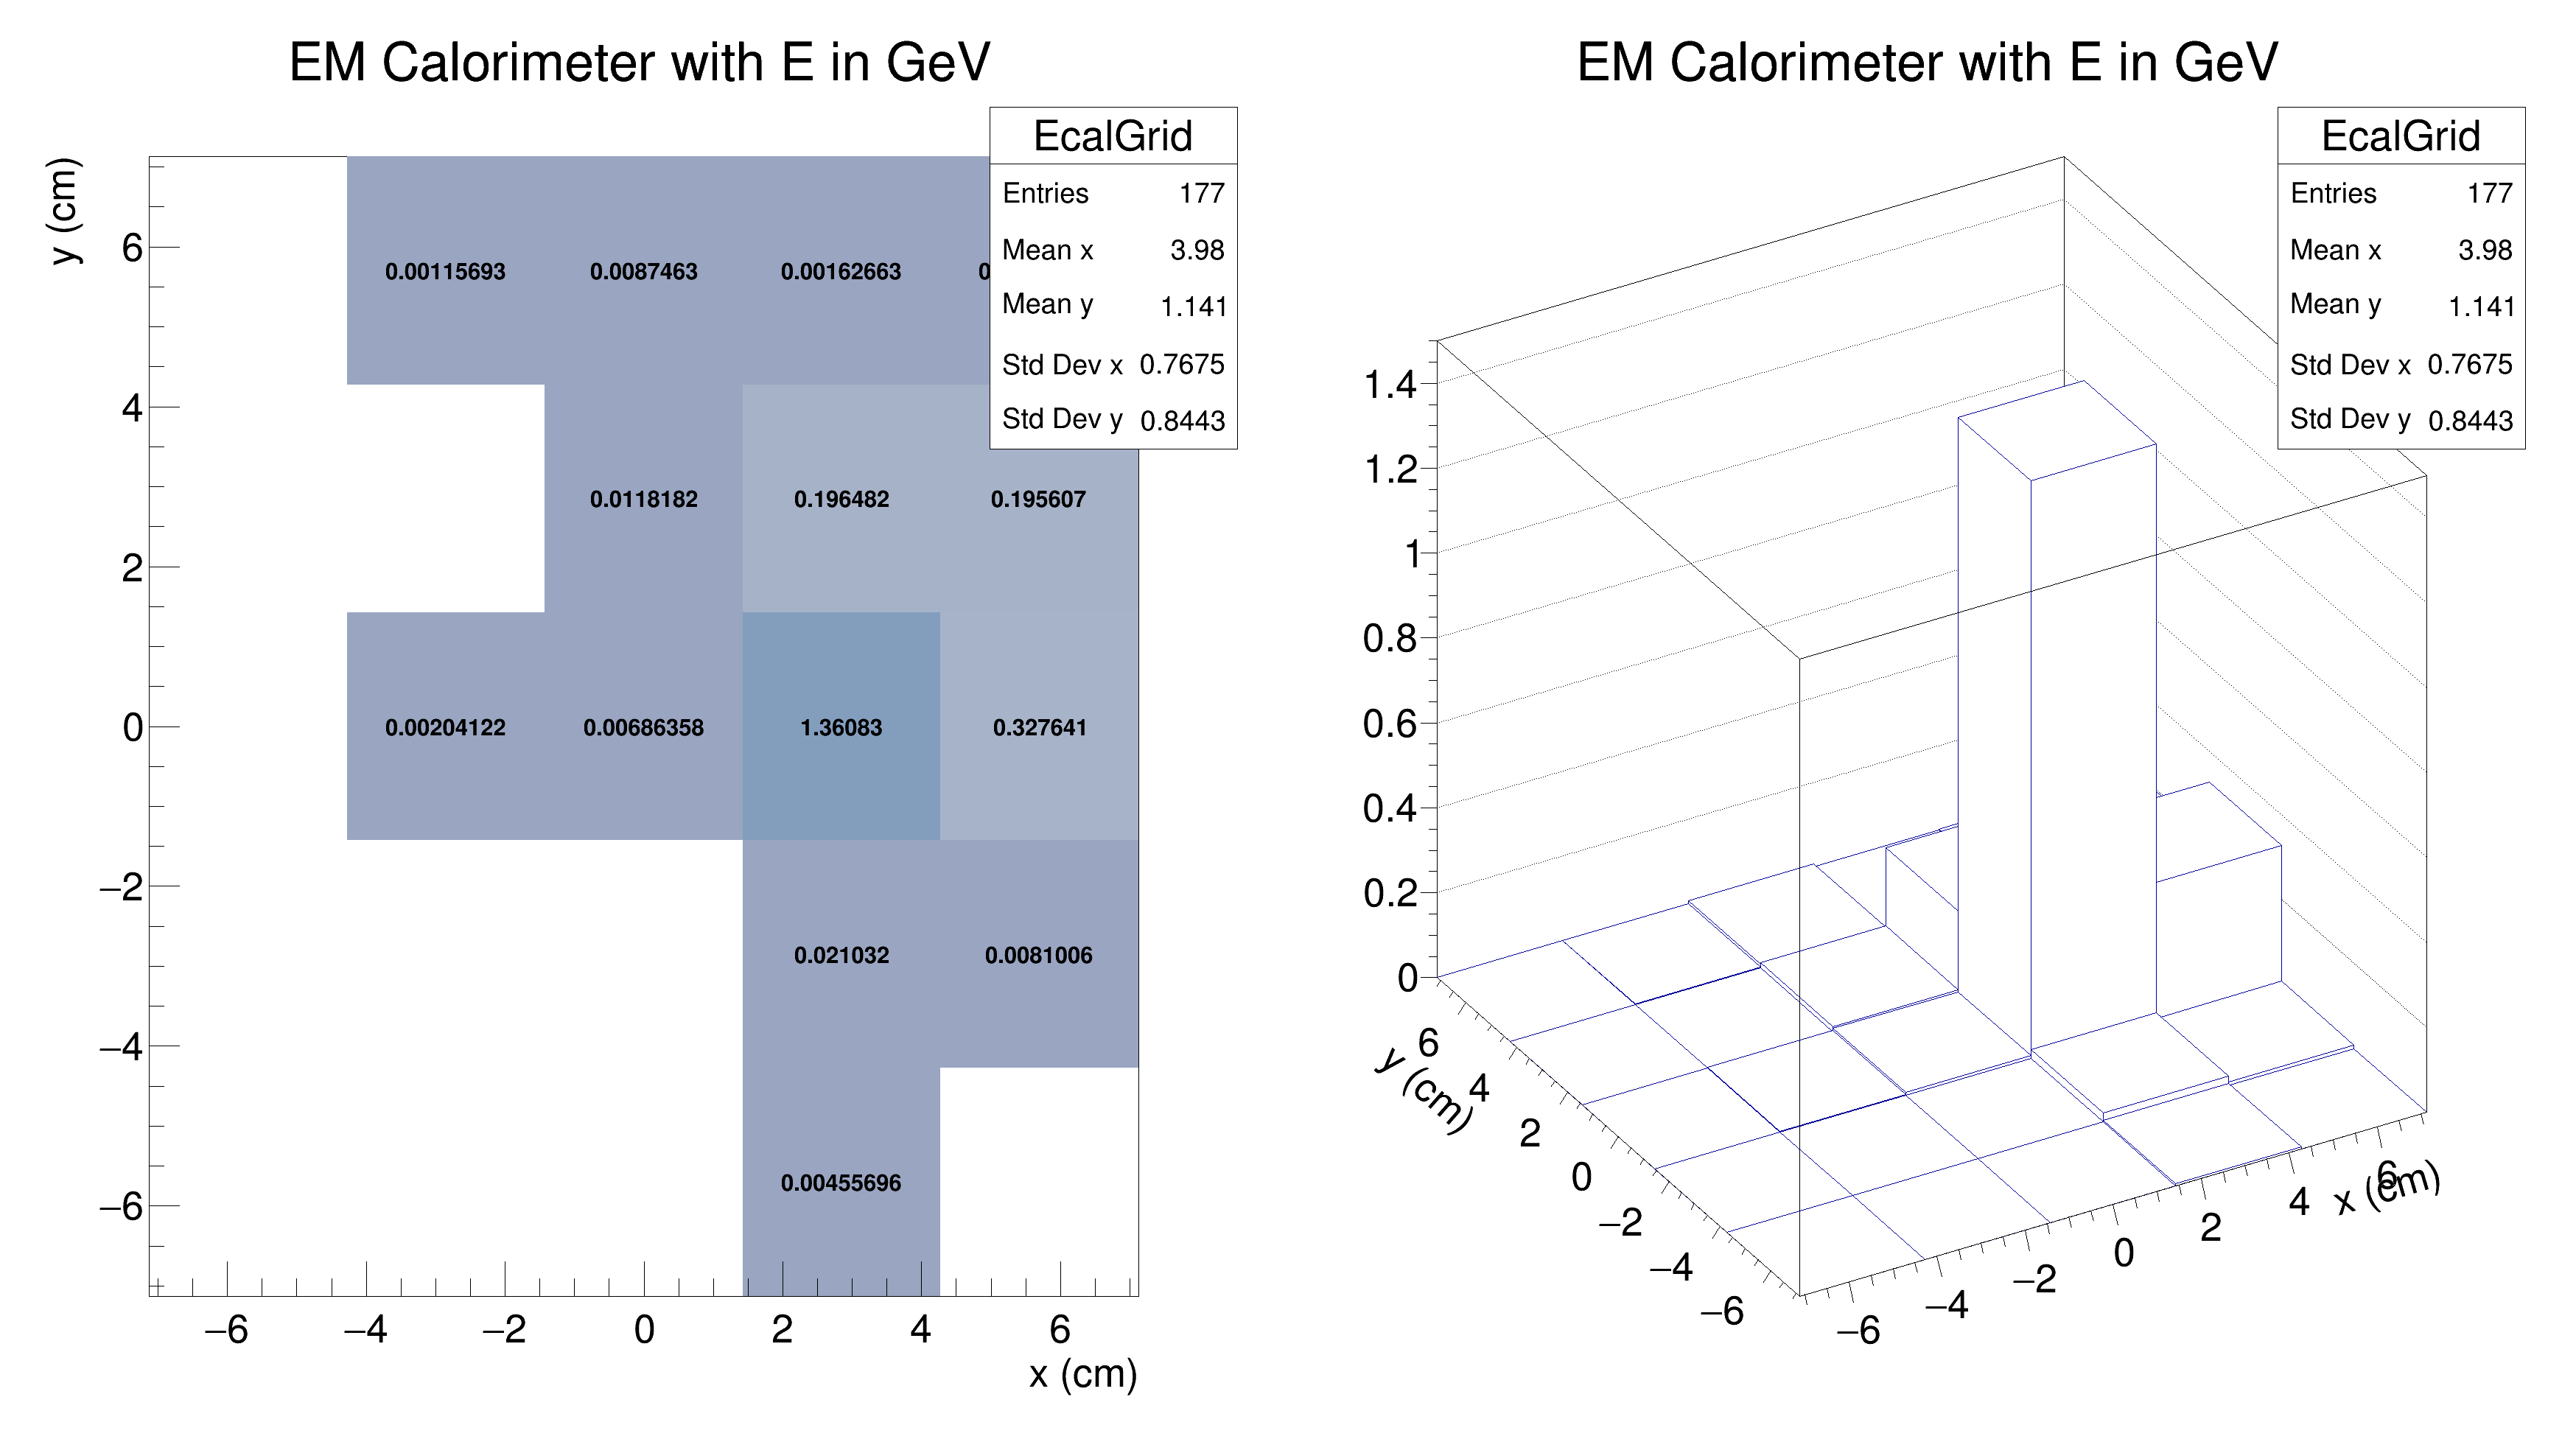 EM Calorimeter with E in GeV
EcalGrid
Entries 177
Mean x 3.98
Mean y 1.141
Std Dev x 0.7675
Std Dev y 0.8443
y (cm)
6
4
2
0
−2
−4
−6
0.00115693 0.0087463 0.00162663 0
0.0118182 0.196482 0.195607
0.00204122 0.00686358 1.36083 0.327641
0.021032 0.0081006
0.00455696
−6 −4 −2 0 2 4 6
x (cm)
EM Calorimeter with E in GeV
EcalGrid
Entries 177
Mean x 3.98
Mean y 1.141
Std Dev x 0.7675
Std Dev y 0.8443
1.4
1.2
1
0.8
0.6
0.4
0.2
0
y (cm)
6
4
2
0
−2
−4
−6
−6 −4 −2 0 2 4 6
x (cm)